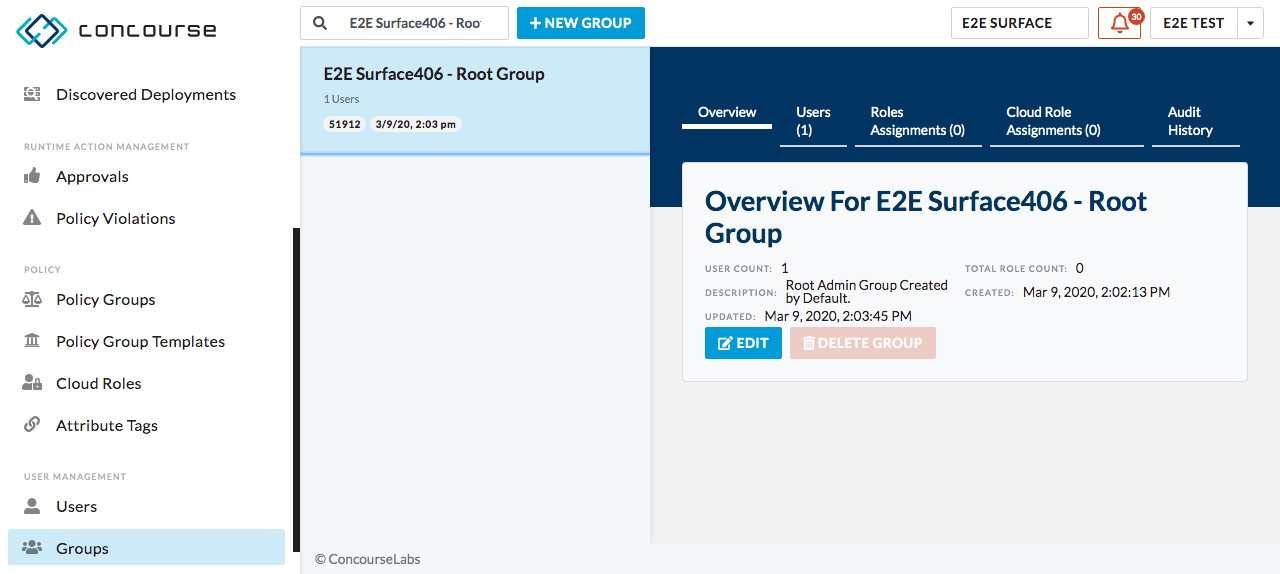 concourse
E2E Surface406 - Roo
NEW GROUP
E2E SURFACE
30
E2E TEST
Discovered Deployments
RUNTIME ACTION MANAGEMENT
Approvals
Policy Violations
POLICY
Policy Groups
Policy Group Templates
Cloud Roles
Attribute Tags
USER MANAGEMENT
Users
Groups
E2E Surface406 - Root Group
1 Users
51912 3/9/20, 2:03 pm
Overview
Users
(1)
Roles
Assignments (0)
Cloud Role
Assignments (0)
Audit
History
Overview For E2E Surface406 - Root
Group
USER COUNT: 1
TOTAL ROLE COUNT: 0
DESCRIPTION: Root Admin Group Created
by Default.
CREATED: Mar 9, 2020, 2:02:13 PM
UPDATED: Mar 9, 2020, 2:03:45 PM
EDIT
DELETE GROUP
© ConcourseLabs